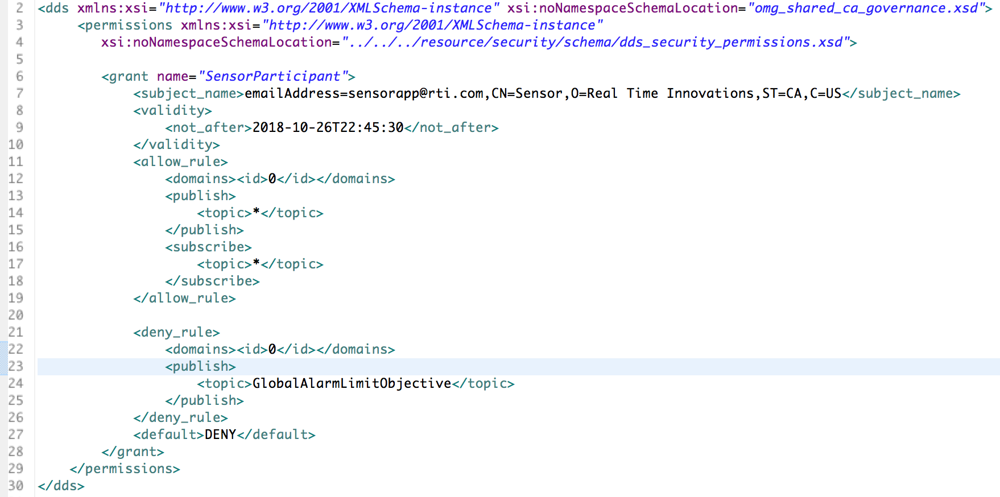 2 <dds xmlns:xsi="http://www.w3.org/2001/XMLSchema-instance" xsi:noNamespaceSchemaLocation="omg_shared_ca_governance.xsd">
3 <permissions xmlns:xsi="http://www.w3.org/2001/XMLSchema-instance"
4 xsi:noNamespaceSchemaLocation="../../../resource/security/schema/dds_security_permissions.xsd">
5
6 <grant name="SensorParticipant">
7 <subject_name>emailAddress=sensorapp@rti.com,CN=Sensor,O=Real Time Innovations,ST=CA,C=US</subject_name>
8 <validity>
9 <not_after>2018-10-26T22:45:30</not_after>
10 </validity>
11 <allow_rule>
12 <domains><id>0</id></domains>
13 <publish>
14 <topic>*</topic>
15 </publish>
16 <subscribe>
17 <topic>*</topic>
18 </subscribe>
19 </allow_rule>
20
21 <deny_rule>
22 <domains><id>0</id></domains>
23 <publish>
24 <topic>GlobalAlarmLimitObjective</topic>
25 </publish>
26 </deny_rule>
27 <default>DENY</default>
28 </grant>
29 </permissions>
30 </dds>